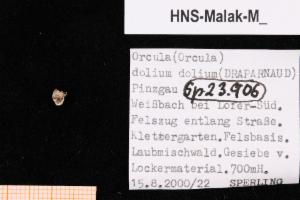 HNS-Malak-M_
Orcula(Orcula)
dolium dolium(DRAPARNAUD)
Pinzgau Sp.23.906
Weißbach bei Lofer-Süd.
Felszug entlang Straße.
Klettergarten.Felsbasis.
Laubmischwald.Gesiebe v.
Lockermaterial.700mH.
15.8.2000/22 SPERLING